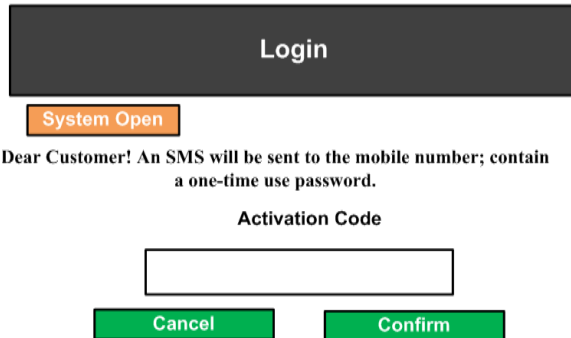 Login
System Open
Dear Customer! An SMS will be sent to the mobile number; contain
a one-time use password.
Activation Code
Cancel
Confirm